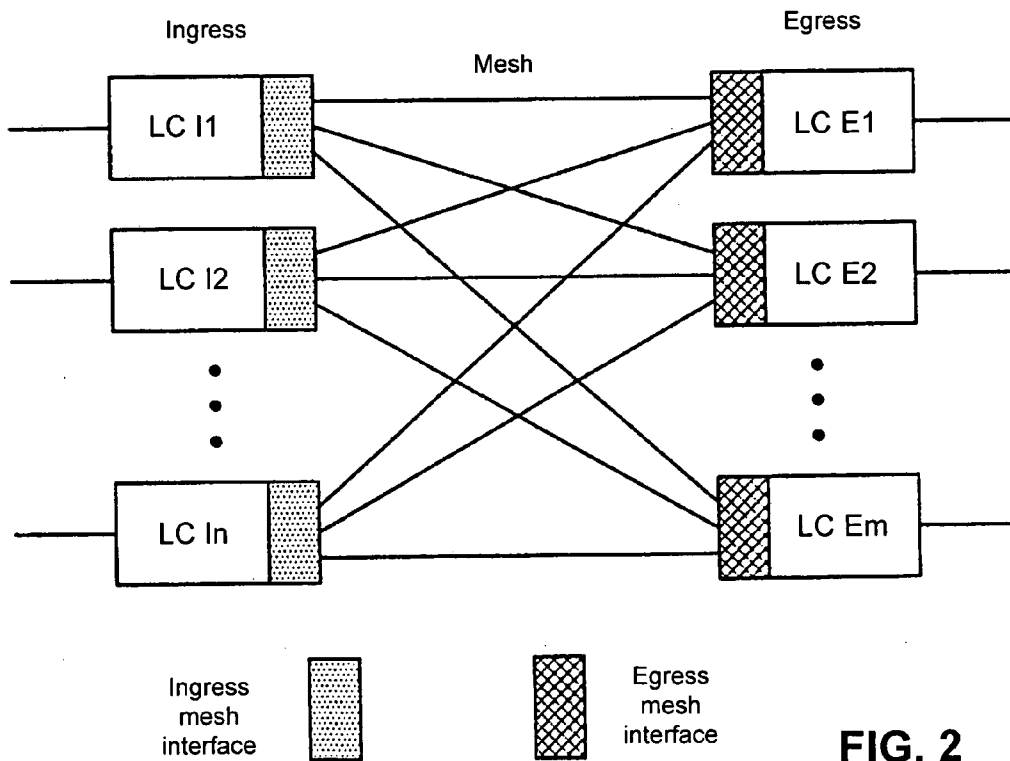 Ingress
Egress
Mesh
LC I1
LC E1
LC I2
LC E2
LC In
LC Em
Ingress
mesh
interface
Egress
mesh
interface
FIG. 2